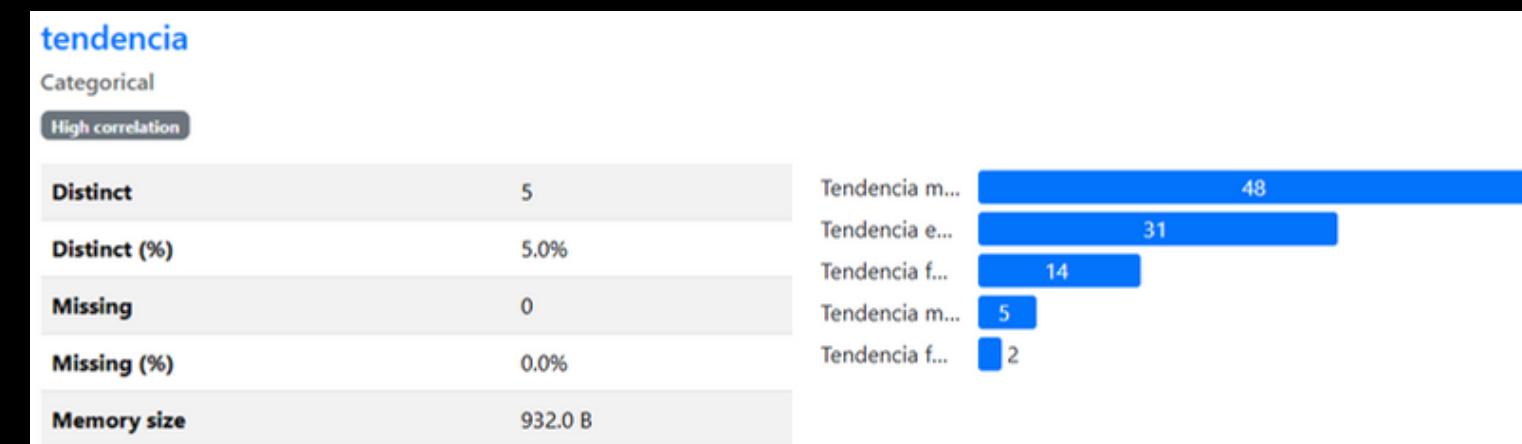 tendencia
Categorical
High correlation
Distinct 5
Distinct (%) 5.0%
Missing 0
Missing (%) 0.0%
Memory size 932.0 B
Tendencia m... 48
Tendencia e... 31
Tendencia f... 14
Tendencia m... 5
Tendencia f... 2